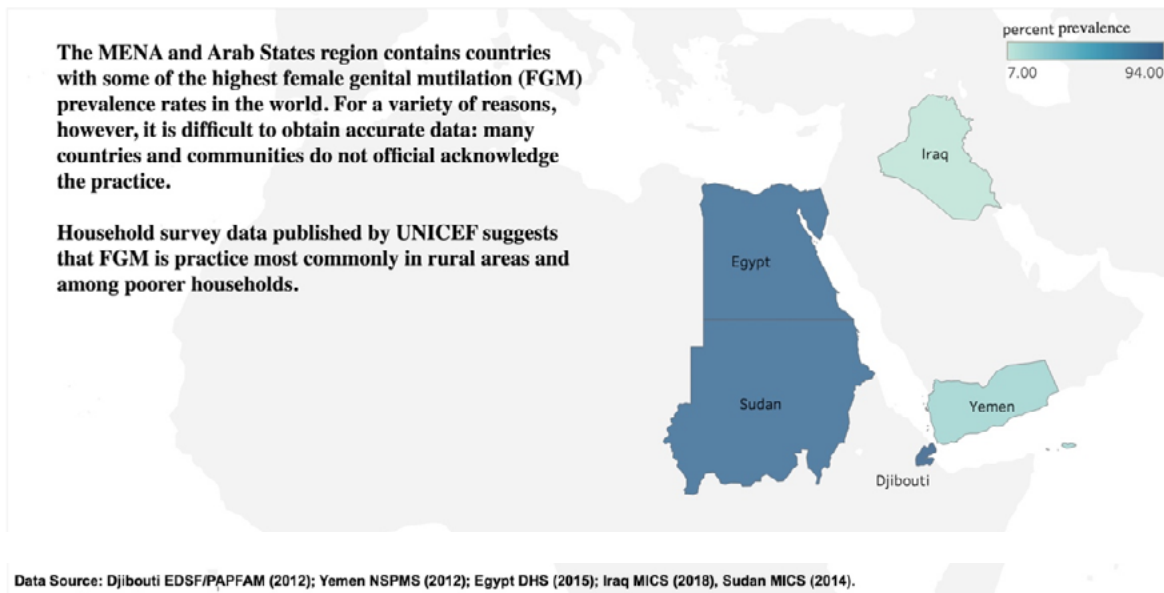 The MENA and Arab States region contains countries
with some of the highest female genital mutilation (FGM)
prevalence rates in the world. For a variety of reasons,
however, it is difficult to obtain accurate data: many
countries and communities do not official acknowledge
the practice.
Household survey data published by UNICEF suggests
that FGM is practice most commonly in rural areas and
among poorer households.
percent prevalence
7.00 94.00
Iraq
Egypt
Sudan
Yemen
Djibouti
Data Source: Djibouti EDSF/PAPFAM (2012); Yemen NSPMS (2012); Egypt DHS (2015); Iraq MICS (2018), Sudan MICS (2014).